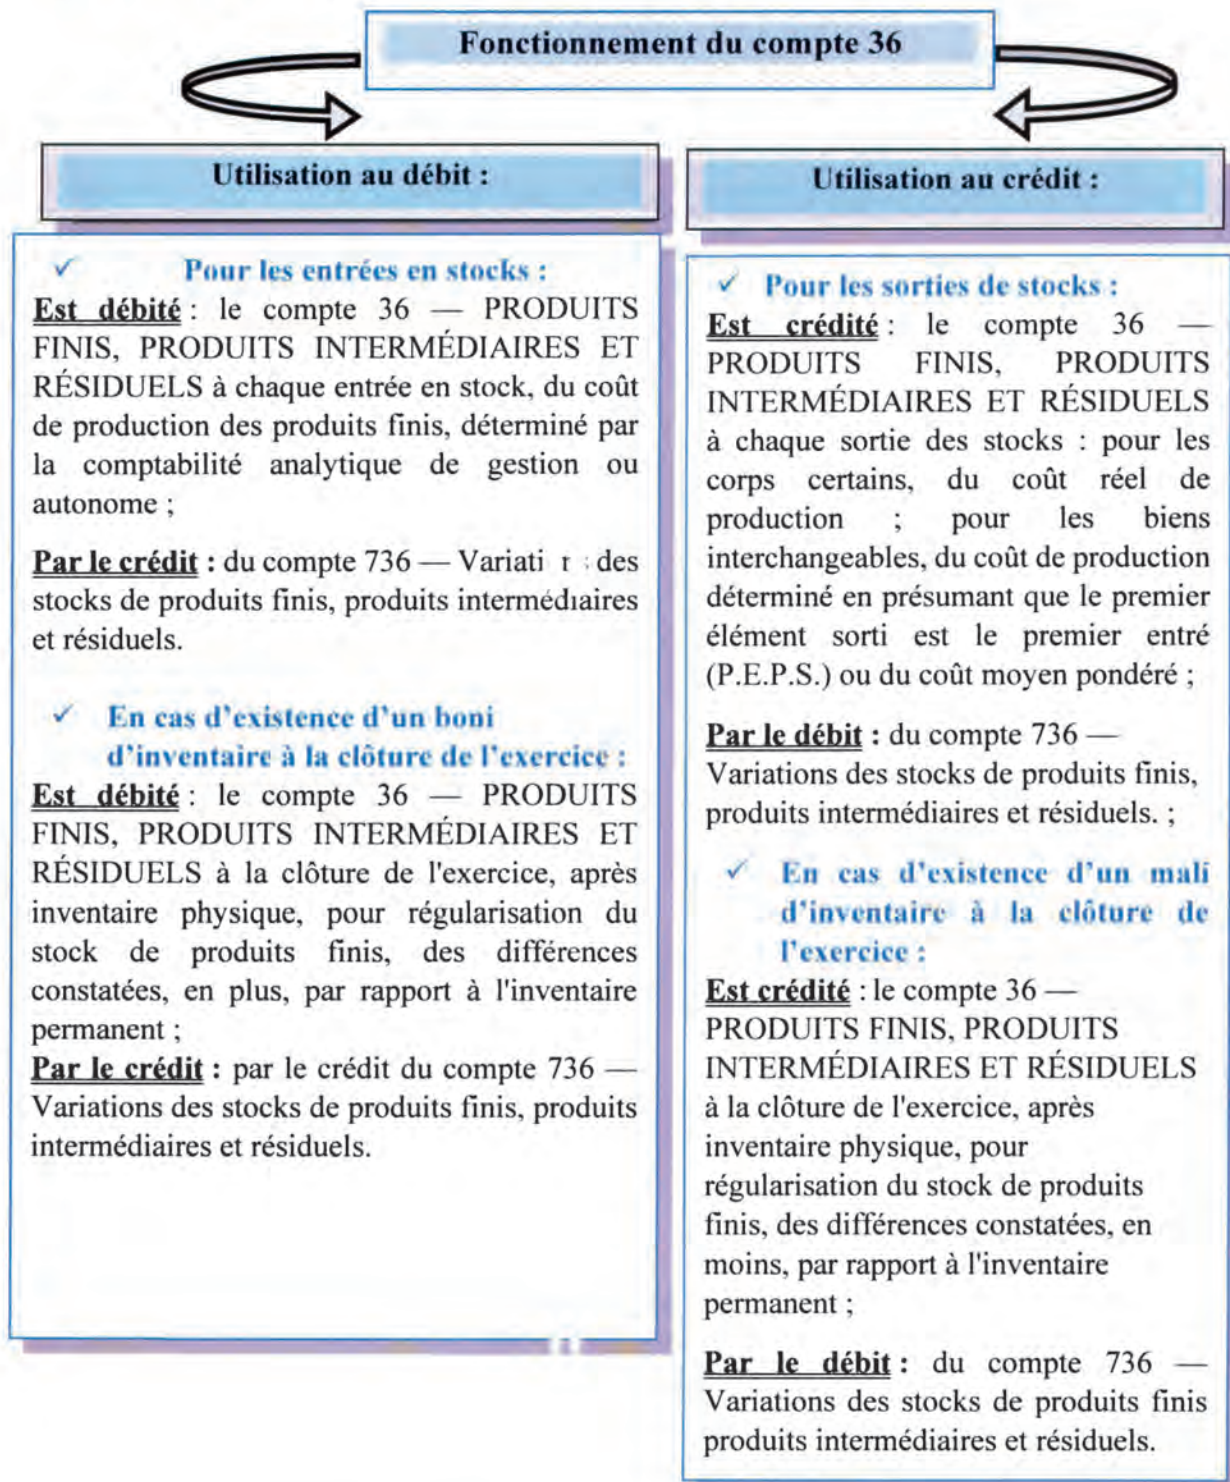 Fonctionnement du compte 36
Utilisation au débit :
✓ Pour les entrées en stocks :
Est débité : le compte 36 — PRODUITS
FINIS, PRODUITS INTERMÉDIAIRES ET
RÉSIDUELS à chaque entrée en stock, du coût
de production des produits finis, déterminé par
la comptabilité analytique de gestion ou
autonome ;
Par le crédit : du compte 736 — des
stocks de produits finis, produits intermédiaires
et résiduels.
✓ En cas d'existence d'un boni
d'inventaire à la clôture de l'exercice :
Est débité : le compte 36 — PRODUITS
FINIS, PRODUITS INTERMÉDIAIRES ET
RÉSIDUELS à la clôture de l'exercice, après
inventaire physique, pour régularisation du
stock de produits finis, des différences
constatées, en plus, par rapport à l'inventaire
permanent ;
Par le crédit : par le crédit du compte 736 —
Variations des stocks de produits finis, produits
intermédiaires et résiduels.
Utilisation au crédit :
✓ Pour les sorties de stocks :
Est crédité : le compte 36 —
PRODUITS FINIS, PRODUITS
INTERMÉDIAIRES ET RÉSIDUELS
à chaque sortie des stocks : pour les
corps certains, du coût réel de
production ; pour les biens
interchangeables, du coût de production
déterminé en présumant que le premier
élément sorti est le premier entré
(P.E.P.S.) ou du coût moyen pondéré ;
Par le débit : du compte 736 —
Variations des stocks de produits finis,
produits intermédiaires et résiduels. ;
✓ En cas d'existence d'un mali
d'inventaire à la clôture de
l'exercice :
Est crédité : le compte 36 —
PRODUITS FINIS, PRODUITS
INTERMÉDIAIRES ET RÉSIDUELS
à la clôture de l'exercice, après
inventaire physique, pour
régularisation du stock de produits
finis, des différences constatées, en
moins, par rapport à l'inventaire
permanent ;
Par le débit : du compte 736 —
Variations des stocks de produits finis
produits intermédiaires et résiduels.